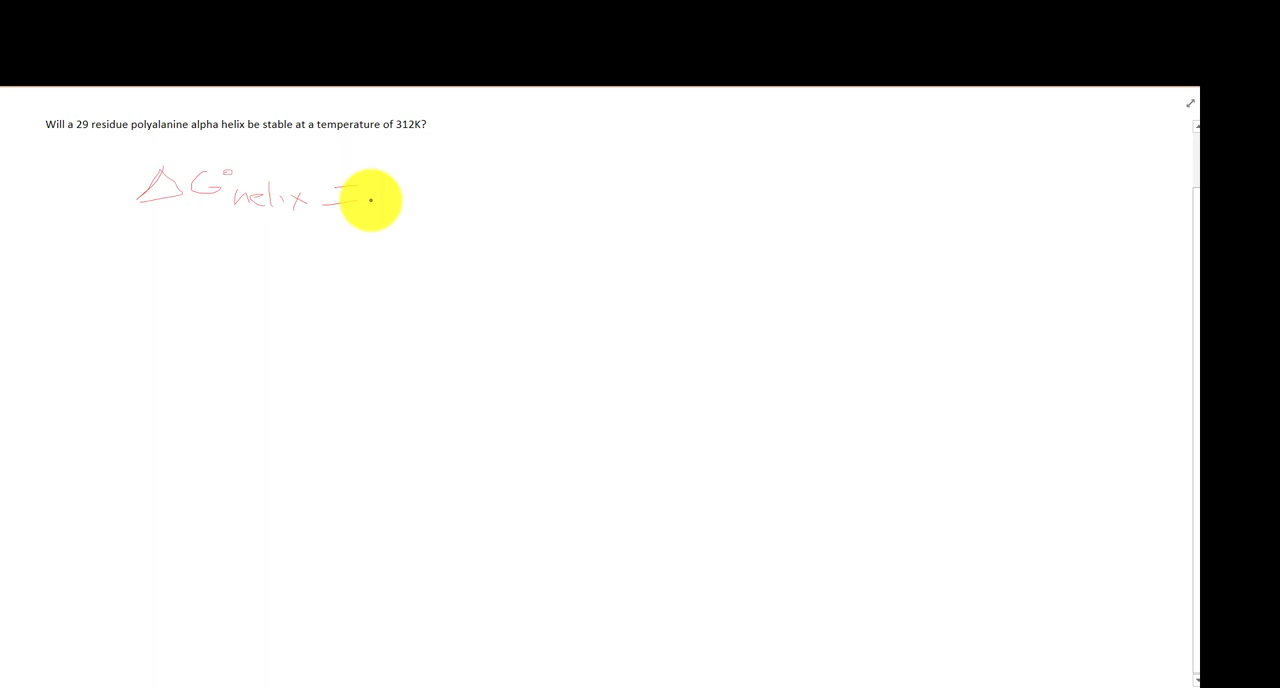 Will a 29 residue polyalanine alpha helix be stable at a temperature of 312K?
ΔG°helix =